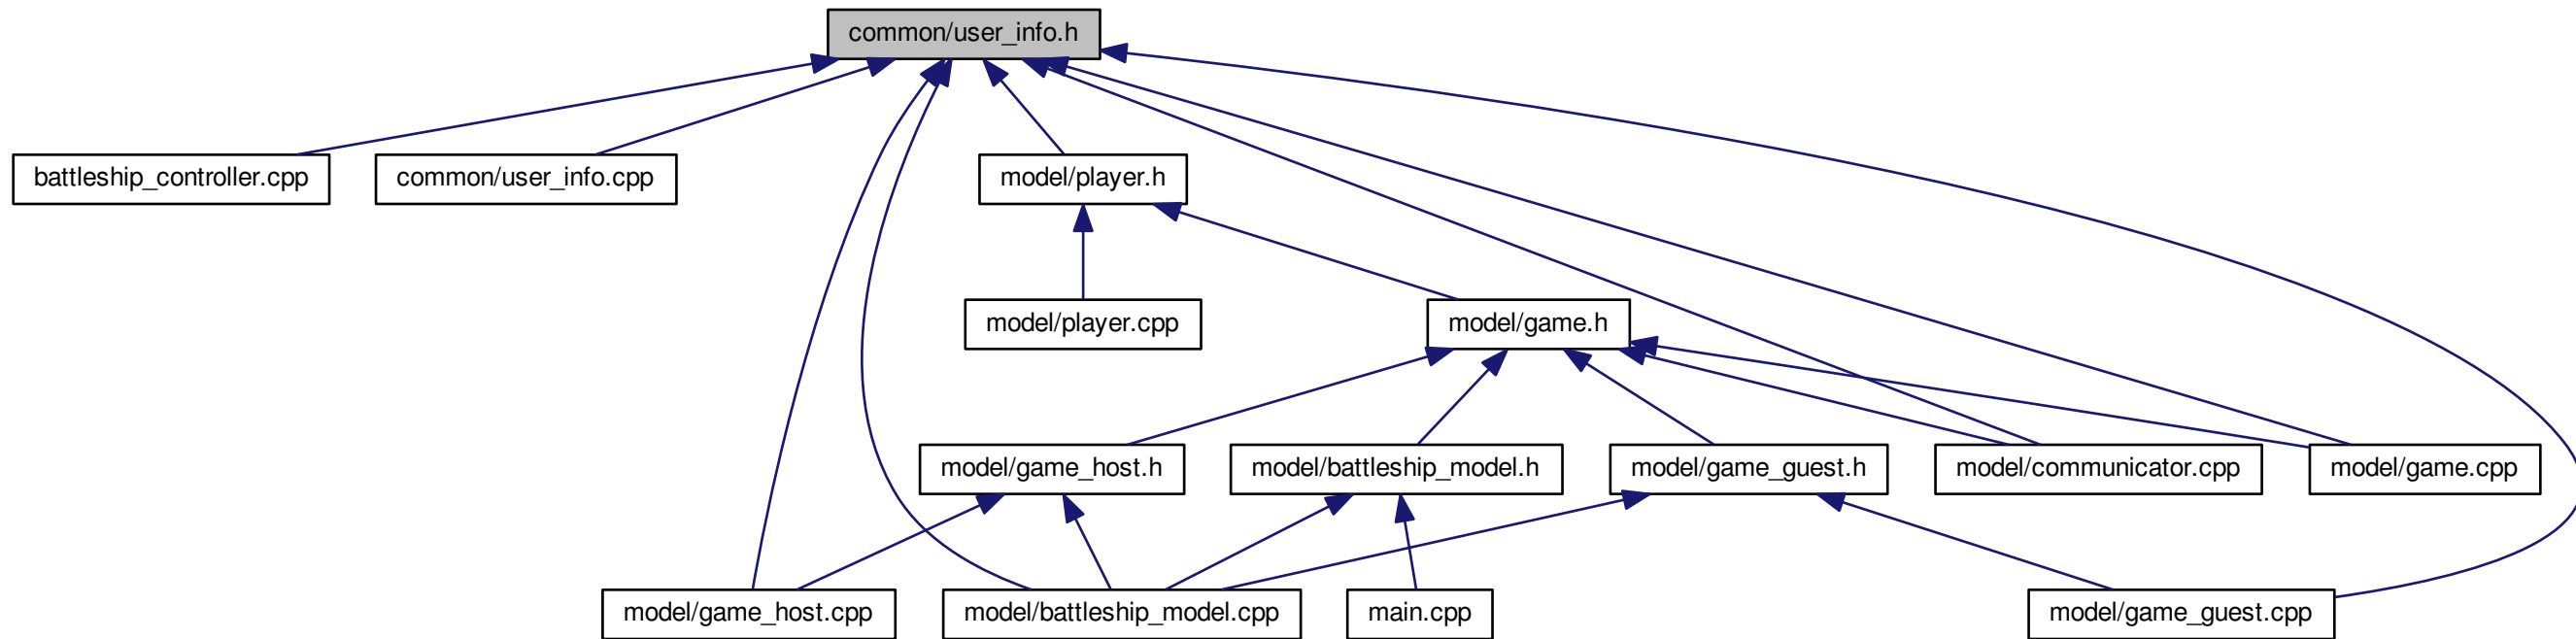 common/user_info.h
battleship_controller.cpp
common/user_info.cpp
model/player.h
model/player.cpp
model/game.h
model/game_host.h
model/battleship_model.h
model/game_guest.h
model/communicator.cpp
model/game.cpp
model/game_host.cpp
model/battleship_model.cpp
main.cpp
model/game_guest.cpp